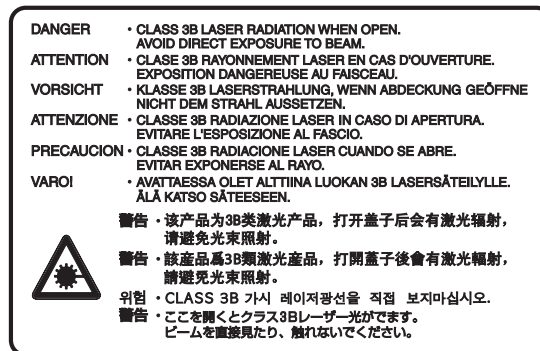 DANGER · CLASS 3B LASER RADIATION WHEN OPEN.
AVOID DIRECT EXPOSURE TO BEAM.
ATTENTION · CLASE 3B RAYONNEMENT LASER EN CAS D'OUVERTURE.
EXPOSITION DANGEREUSE AU FAISCEAU.
VORSICHT · KLASSE 3B LASERSTRAHLUNG, WENN ABDECKUNG GEÖFFNE
NICHT DEM STRAHL AUSSETZEN.
ATTENZIONE · CLASSE 3B RADIAZIONE LASER IN CASO DI APERTURA.
EVITARE L'ESPOSIZIONE AL FASCIO.
PRECAUCION · CLASSE 3B RADIACIONE LASER CUANDO SE ABRE.
EVITAR EXPONERSE AL RAYO.
VARO! · AVATTAESSA OLET ALTTIINA LUOKAN 3B LASERSÄTEILYLLE.
ÄLÄ KATSO SÄTEESEEN.
警告 · 该产品为3B类激光产品，打开盖子后会有激光辐射，
请避免光束照射。
警告 · 該産品爲3B類激光産品，打開蓋子後會有激光輻射，
請避免光束照射。
위험 · CLASS 3B 가시 레이저광선을 직접 보지마십시오.
警告 · ここを開くとクラス3Bレーザー光がでます。
ビームを直接見たり、触れないでください。